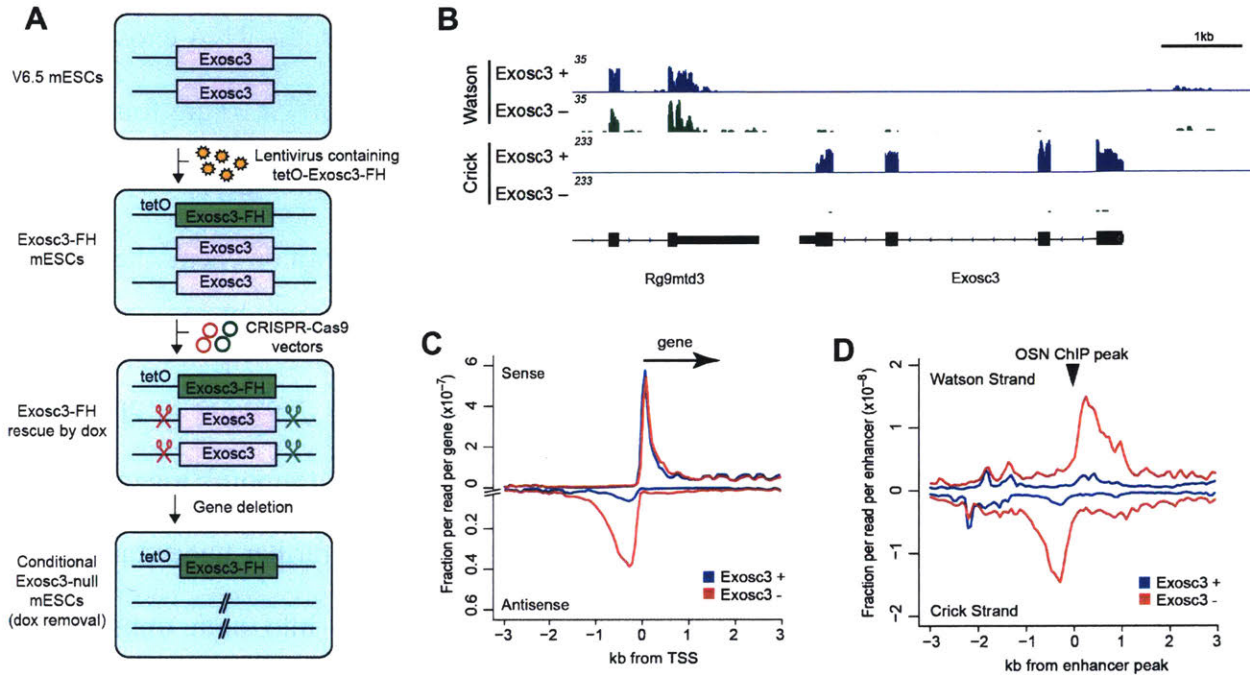 A
V6.5 mESCs
Exosc3
Exosc3
Lentivirus containing
tetO-Exosc3-FH
Exosc3-FH
mESCs
tetO
Exosc3-FH
Exosc3
Exosc3
CRISPR-Cas9
vectors
Exosc3-FH
rescue by dox
tetO
Exosc3-FH
Exosc3
Exosc3
Gene deletion
Conditional
Exosc3-null
mESCs
(dox removal)
tetO
Exosc3-FH
B
1kb
Watson
Exosc3 +
35
Exosc3 –
35
Crick
Exosc3 +
233
Exosc3 –
233
Rg9mtd3
Exosc3
C
gene
Sense
Antisense
Fraction per read per gene (x10⁻⁷)
6
4
2
0
0
0.2
0.4
0.6
Exosc3 +
Exosc3 -
−3 −2 −1 0 1 2 3
kb from TSS
D
OSN ChIP peak
Watson Strand
Crick Strand
Fraction per read per enhancer (x10⁻⁸)
2
1
0
−1
−2
Exosc3 +
Exosc3 -
−3 −2 −1 0 1 2 3
kb from enhancer peak